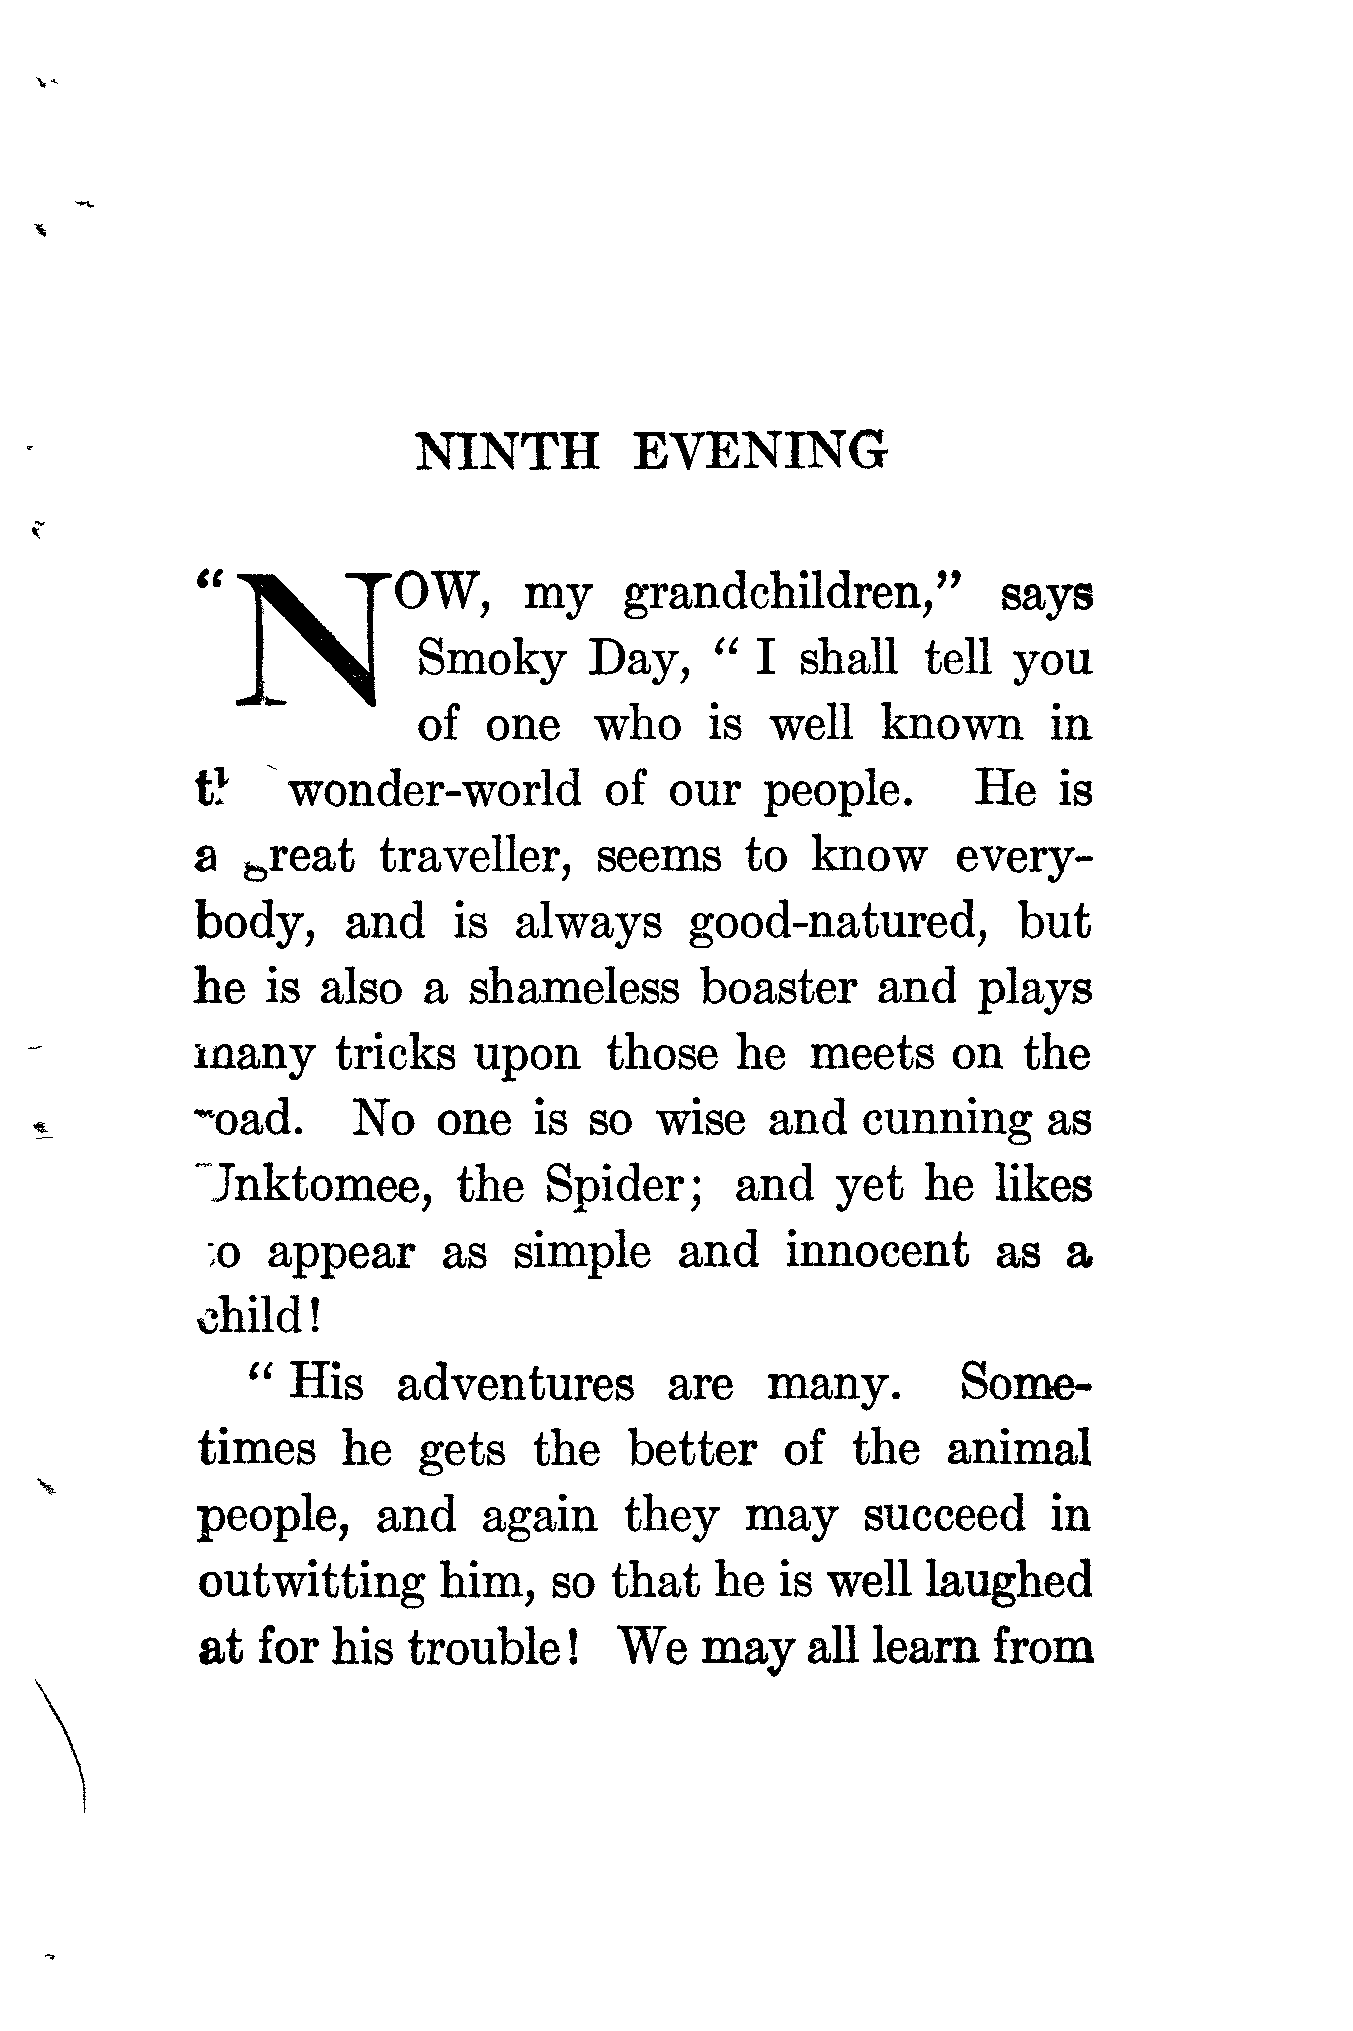 NINTH EVENING
"NOW, my grandchildren," says
Smoky Day, "I shall tell you
of one who is well known in
wonder-world of our people. He is
a great traveller, seems to know every-
body, and is always good-natured, but
he is also a shameless boaster and plays
many tricks upon those he meets on the
road. No one is so wise and cunning as
Unktomee, the Spider; and yet he likes
to appear as simple and innocent as a
child!
"His adventures are many. Some-
times he gets the better of the animal
people, and again they may succeed in
outwitting him, so that he is well laughed
at for his trouble! We may all learn from